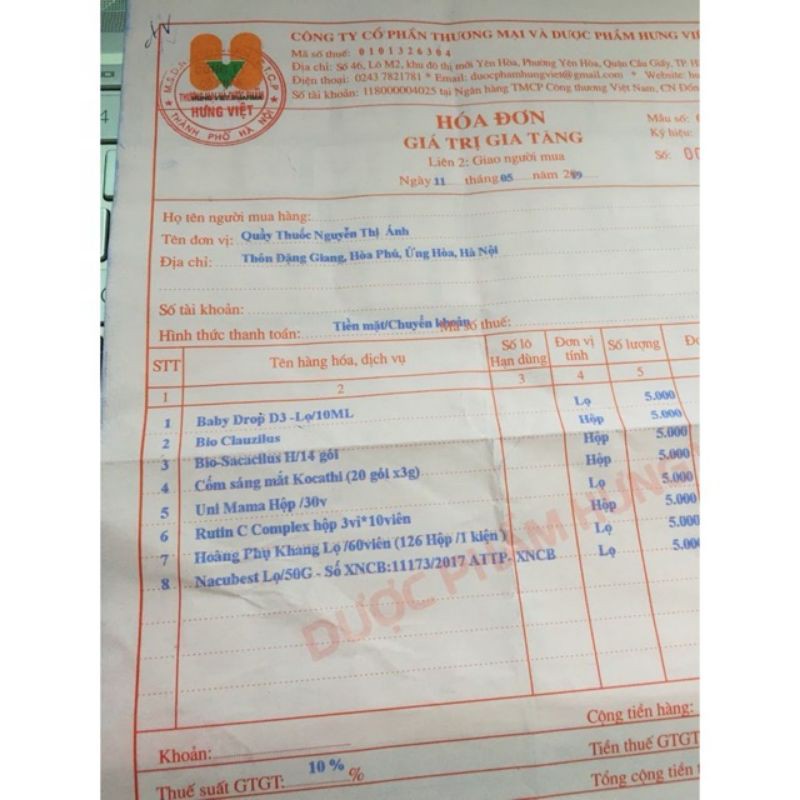 CÔNG TY CỔ PHẦN THƯƠNG MẠI VÀ DƯỢC PHẨM HƯNG VIỆ
Mã số thuế: 0101326304
Địa chỉ: Số 46, Lô M2, khu đô thị mới Yên Hòa, Phường Yên Hòa, Quận Cầu Giấy, TP. H
Điện thoại: 0243 7821781 * Email: duocphamhungviet@gmail.com * Website: hu
Số tài khoản: 118000004025 tại Ngân hàng TMCP Công thương Việt Nam, CN Đốn
M.S.D.N
T.C.P
HƯNG VIỆT
THÀNH PHỐ HÀ NỘI
HÓA ĐƠN
GIÁ TRỊ GIA TĂNG
Liên 2: Giao người mua
Ngày 11 tháng 05 năm
Mẫu số:
Ký hiệu:
Số: 00
Họ tên người mua hàng:
Tên đơn vị: Quầy Thuốc Nguyễn Thị Ánh
Địa chỉ: Thôn Đặng Giang, Hòa Phú, Ứng Hòa, Hà Nội
Số tài khoản:
Hình thức thanh toán: Tiền mặt/Chuyển khoản Mã số thuế:
STT Tên hàng hóa, dịch vụ Số lô Hạn dùng Đơn vị tính Số lượng Đơ
1 2 3 4 5
1 Baby Drop D3 -Lọ/10ML Lọ 5.000
2 Bio Clauzilus Hộp 5.000
3 Bio-Sacacilus H/14 gói Hộp 5.000
4 Cốm sáng mắt Kocathi (20 gói x3g) Hộp 5.000
5 Uni Mama Hộp /30v Lọ 5.000
6 Rutin C Complex hộp 3vi*10viên Hộp 5.000
7 Hoàng Phụ Khang Lọ /60viên (126 Hộp /1 kiện ) Lọ 5.000
8 Nacubest Lọ/50G - Số XNCB:11173/2017 ATTP- XNCB Lọ 5.000
DƯỢC PHẨM HƯNG
Cộng tiền hàng:
Khoản:
Tiền thuế GTGT
Thuế suất GTGT: 10 % %
Tổng cộng tiền t